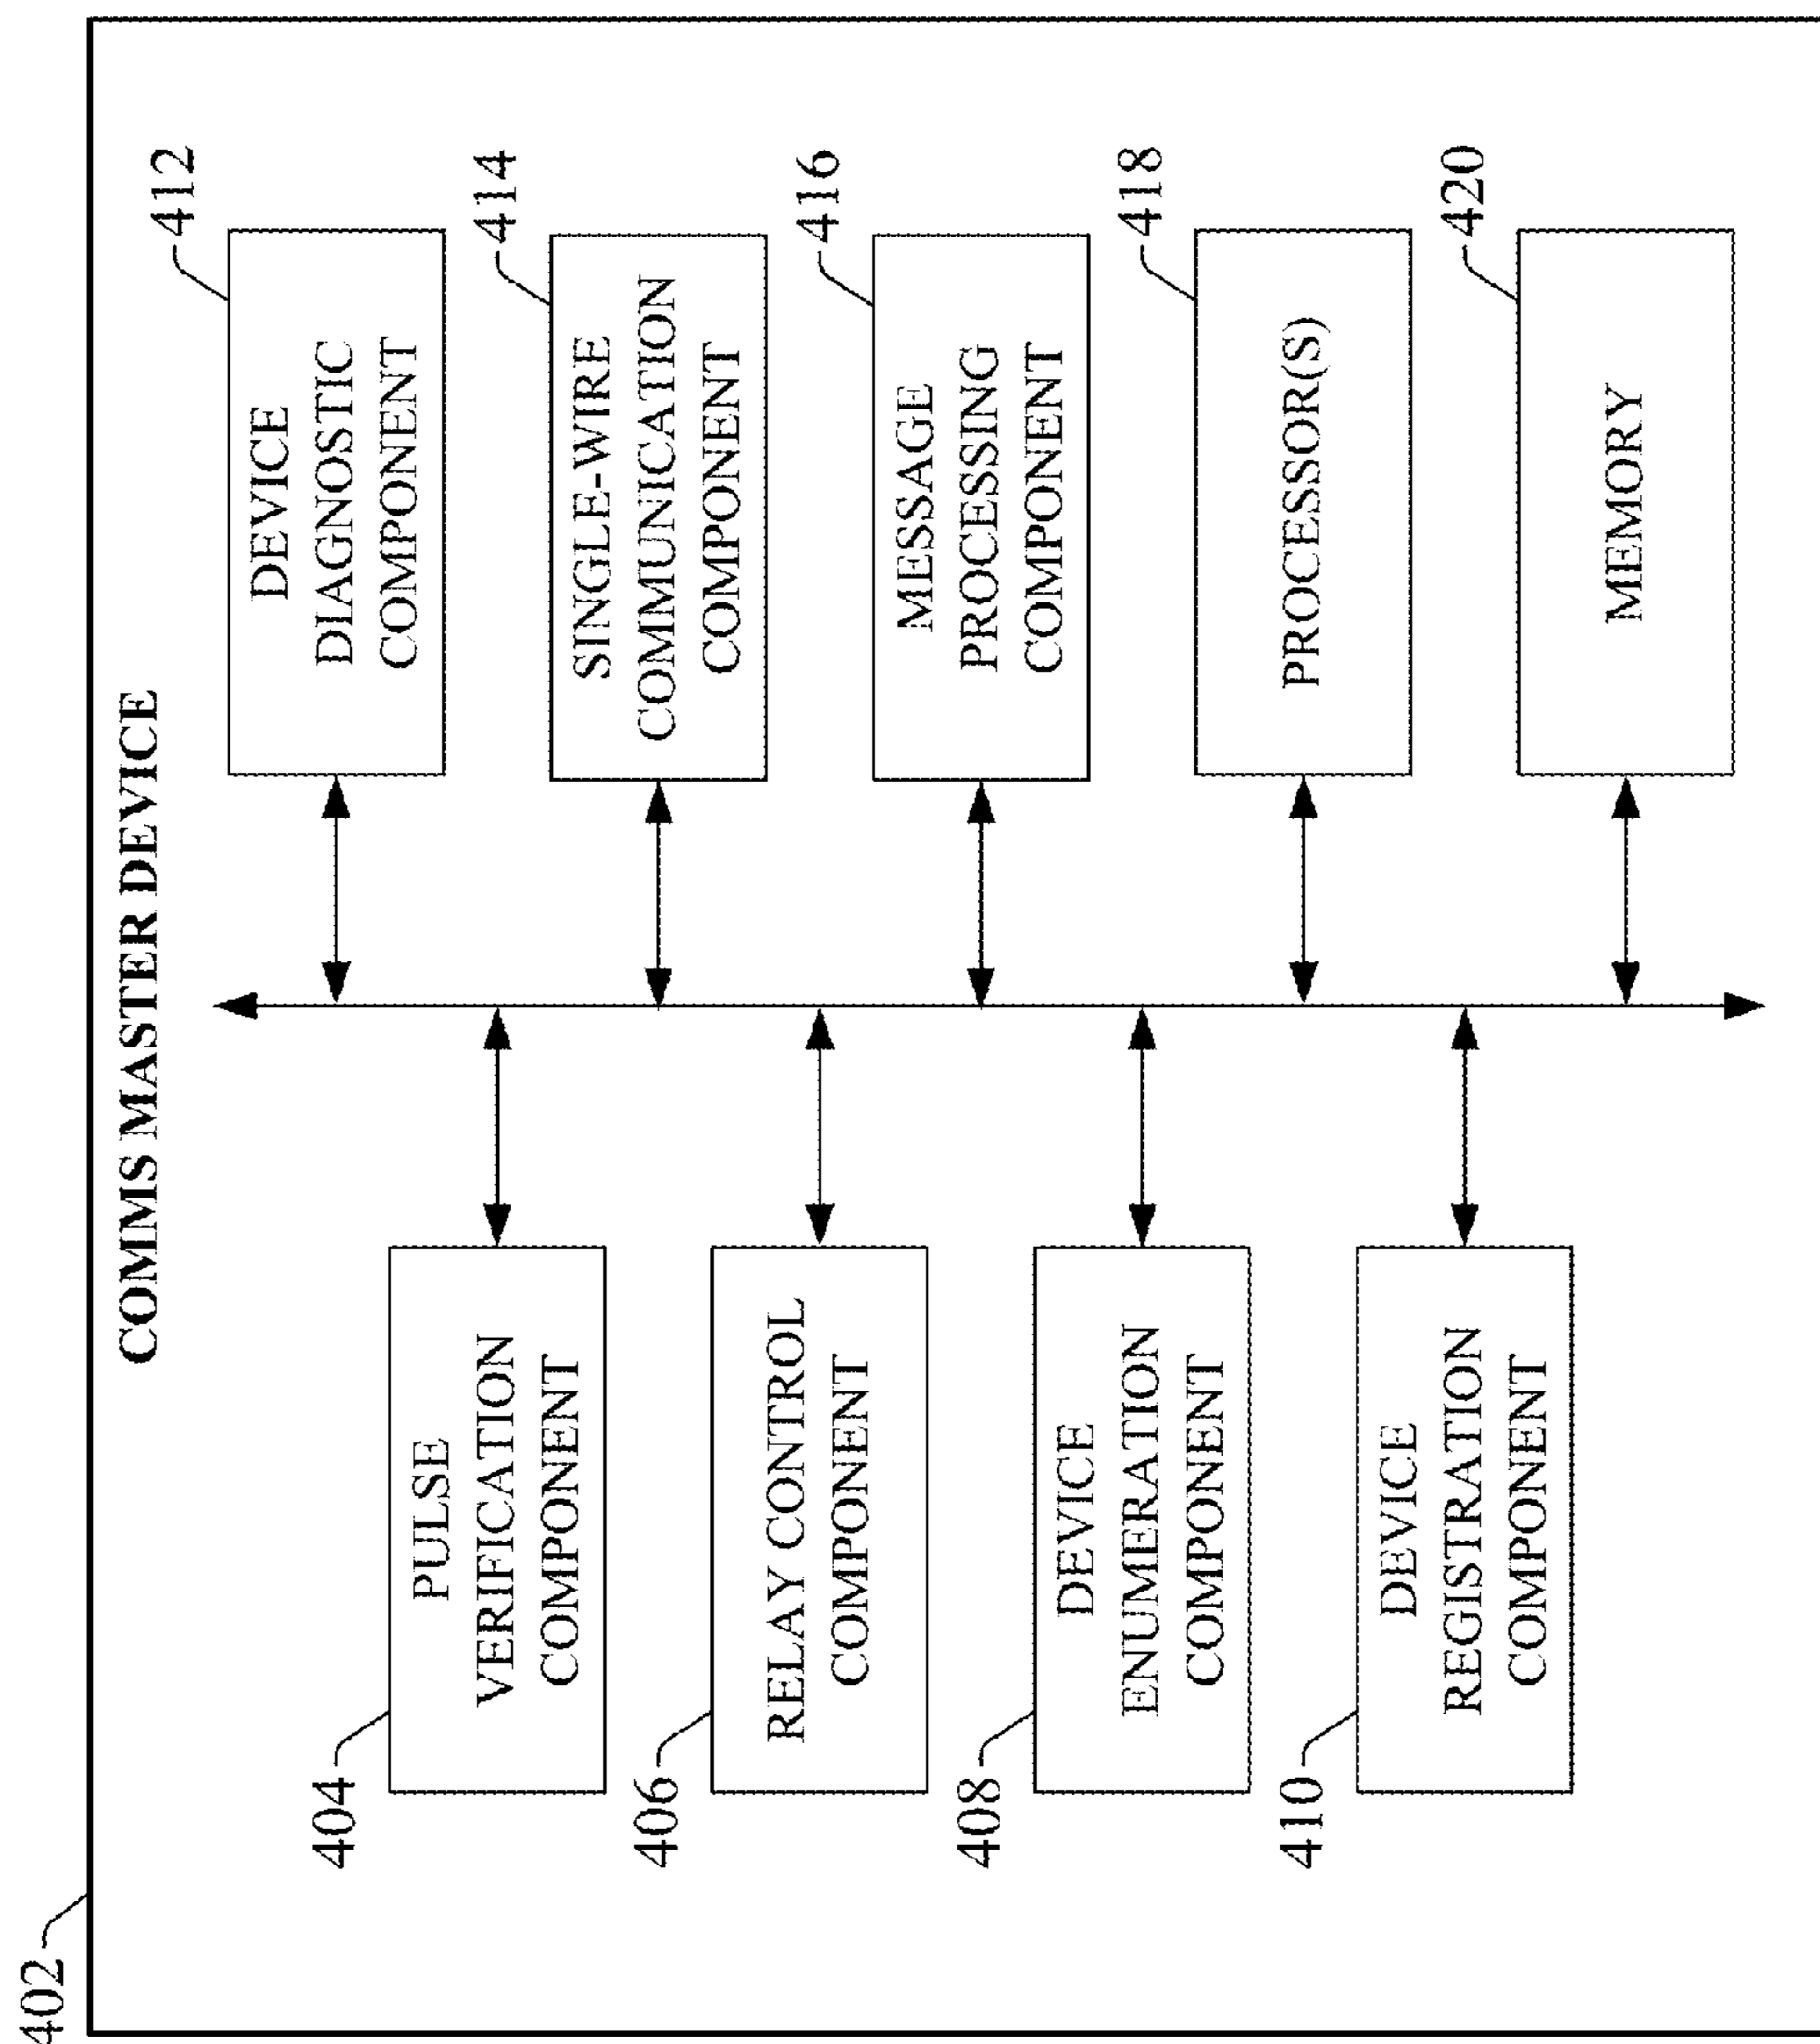 402
COMMS MASTER DEVICE
404
PULSE
VERIFICATION
COMPONENT
406
RELAY CONTROL
COMPONENT
408
DEVICE
ENUMERATION
COMPONENT
410
DEVICE
REGISTRATION
COMPONENT
412
DEVICE
DIAGNOSTIC
COMPONENT
414
SINGLE-WIRE
COMMUNICATION
COMPONENT
416
MESSAGE
PROCESSING
COMPONENT
418
PROCESSOR(S)
420
MEMORY